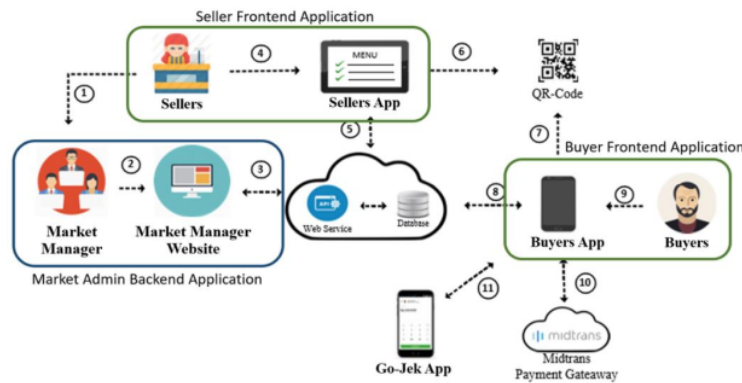 Seller Frontend Application
4
6
MENU
1
Sellers
Sellers App
QR-Code
5
7
Buyer Frontend Application
2
3
8
9
API
Web Service
Database
Market
Manager
Market Manager
Website
Buyers App
Buyers
Market Admin Backend Application
11
10
midtrans
Go-Jek App
Midtrans
Payment Gateaway